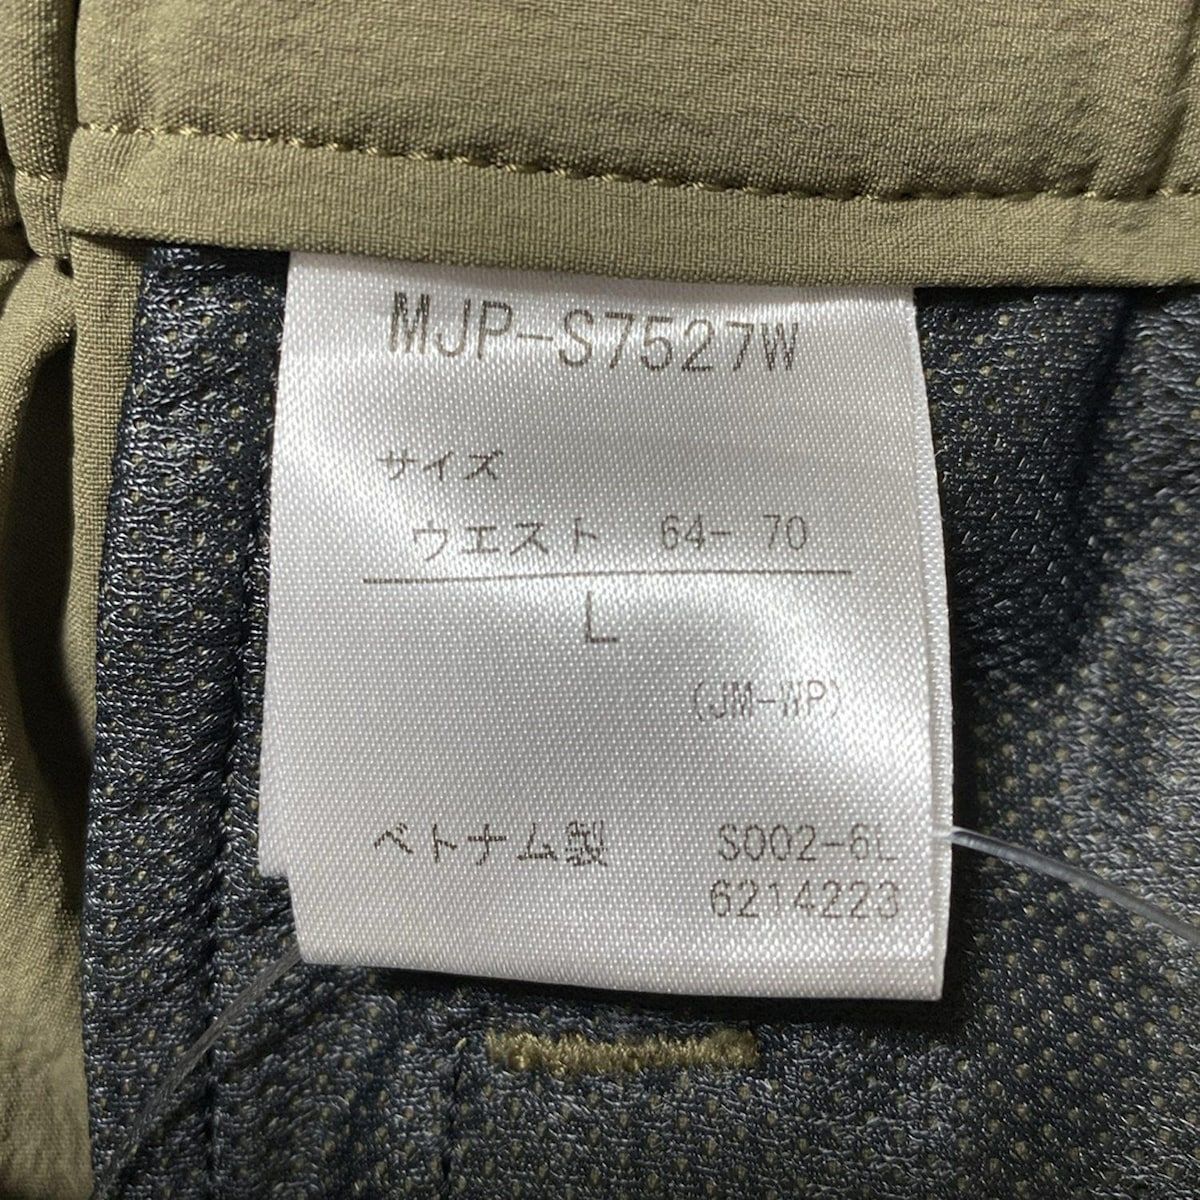 MJP-S7527W
サイズ
ウエスト 64- 70
L
(JM-WP)
ベトナム製 S002-6L
6214223